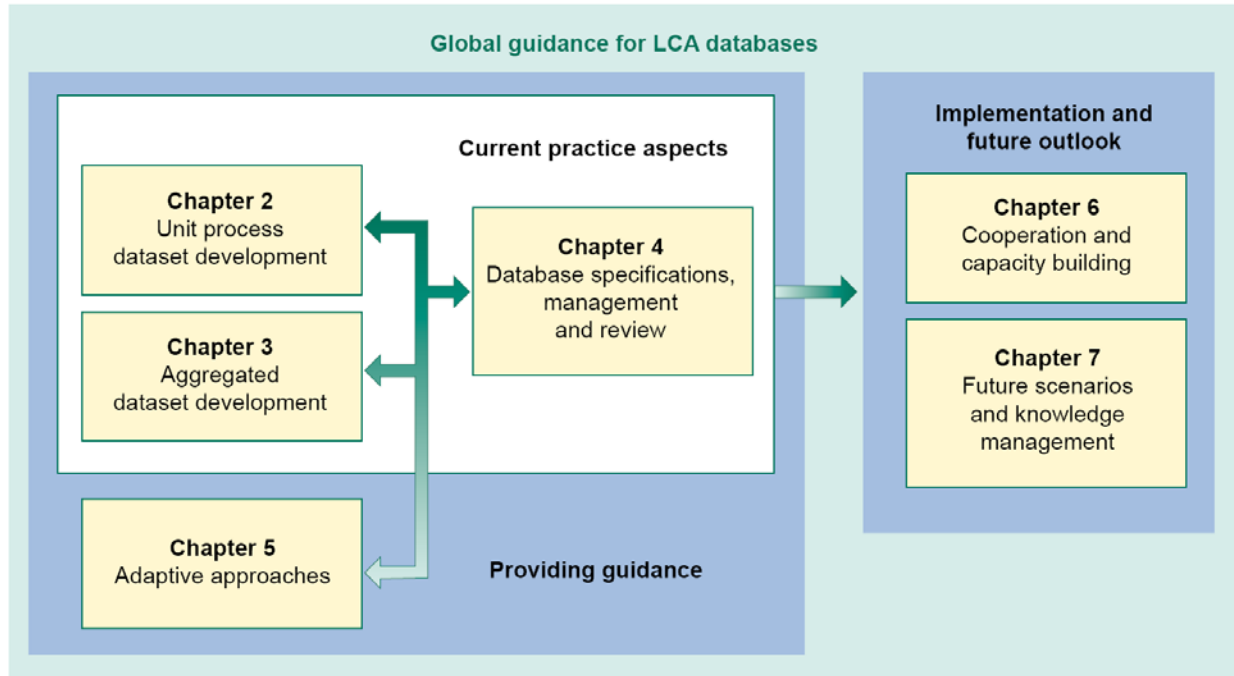 Global guidance for LCA databases
Current practice aspects
Chapter 2
Unit process
dataset development
Chapter 3
Aggregated
dataset development
Chapter 4
Database specifications,
management
and review
Chapter 5
Adaptive approaches
Providing guidance
Implementation and
future outlook
Chapter 6
Cooperation and
capacity building
Chapter 7
Future scenarios
and knowledge
management